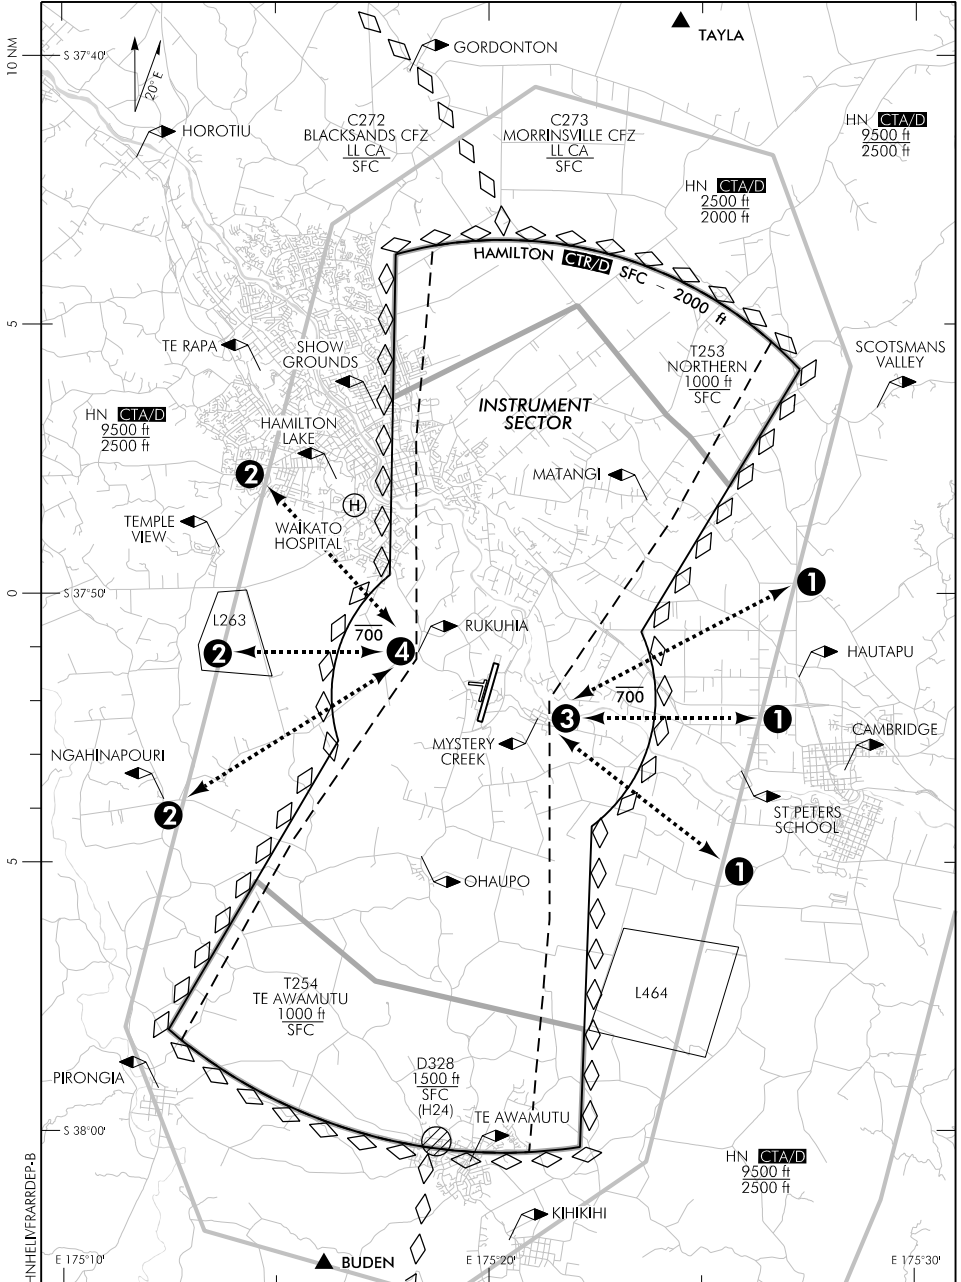 TAYLA
10 NM
S 37°40'
GORDONTON
20° E
HOROTIU
C272
BLACKSANDS CFZ
LL CA
SFC
C273
MORRINSVILLE CFZ
LL CA
SFC
HN CTA/D
9500 ft
2500 ft
HN CTA/D
2500 ft
2000 ft
HAMILTON CTR/D SFC – 2000 ft
5
TE RAPA
SHOW
GROUNDS
T253
NORTHERN
1000 ft
SFC
SCOTSMANS
VALLEY
HN CTA/D
9500 ft
2500 ft
INSTRUMENT
SECTOR
HAMILTON
LAKE
2
MATANGI
H
TEMPLE
VIEW
WAIKATO
HOSPITAL
1
0
S 37°50'
L263
700
RUKUHIA
2
4
HAUTAPU
700
3
1
MYSTERY
CREEK
CAMBRIDGE
NGAHINAPOURI
2
ST PETERS
SCHOOL
5
1
OHAUPO
T254
TE AWAMUTU
1000 ft
SFC
L464
PIRONGIA
D328
1500 ft
SFC
(H24)
TE AWAMUTU
S 38°00'
HN CTA/D
9500 ft
2500 ft
HNHELIVFRARRDEP-B
KIHIKIHI
E 175°10'
BUDEN
E 175°20'
E 175°30'